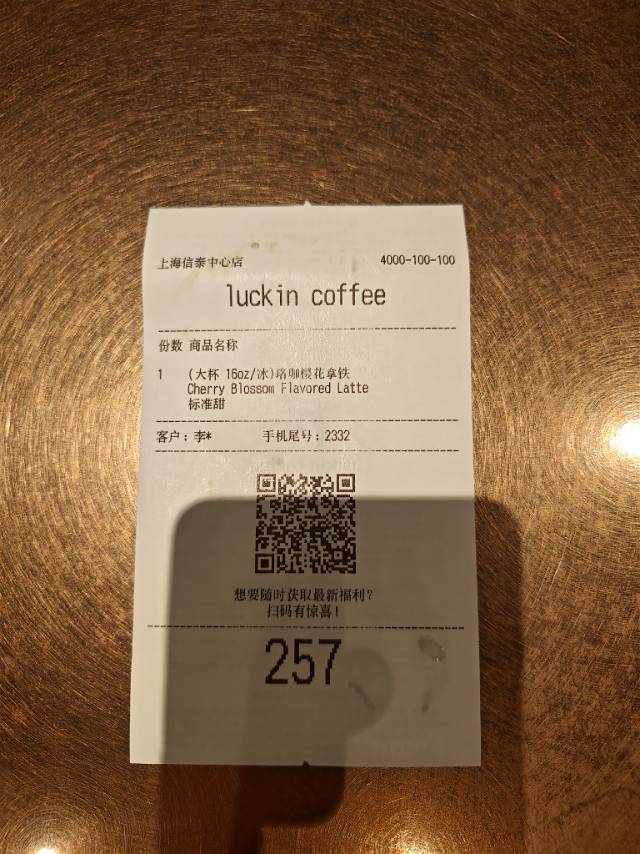 上海信泰中心店 4000-100-100
luckin coffee
份数 商品名称
1 (大杯 16oz/冰)珞珈樱花拿铁
Cherry Blossom Flavored Latte
标准甜
客户:李* 手机尾号:2332
想要随时获取最新福利?
扫码有惊喜!
257